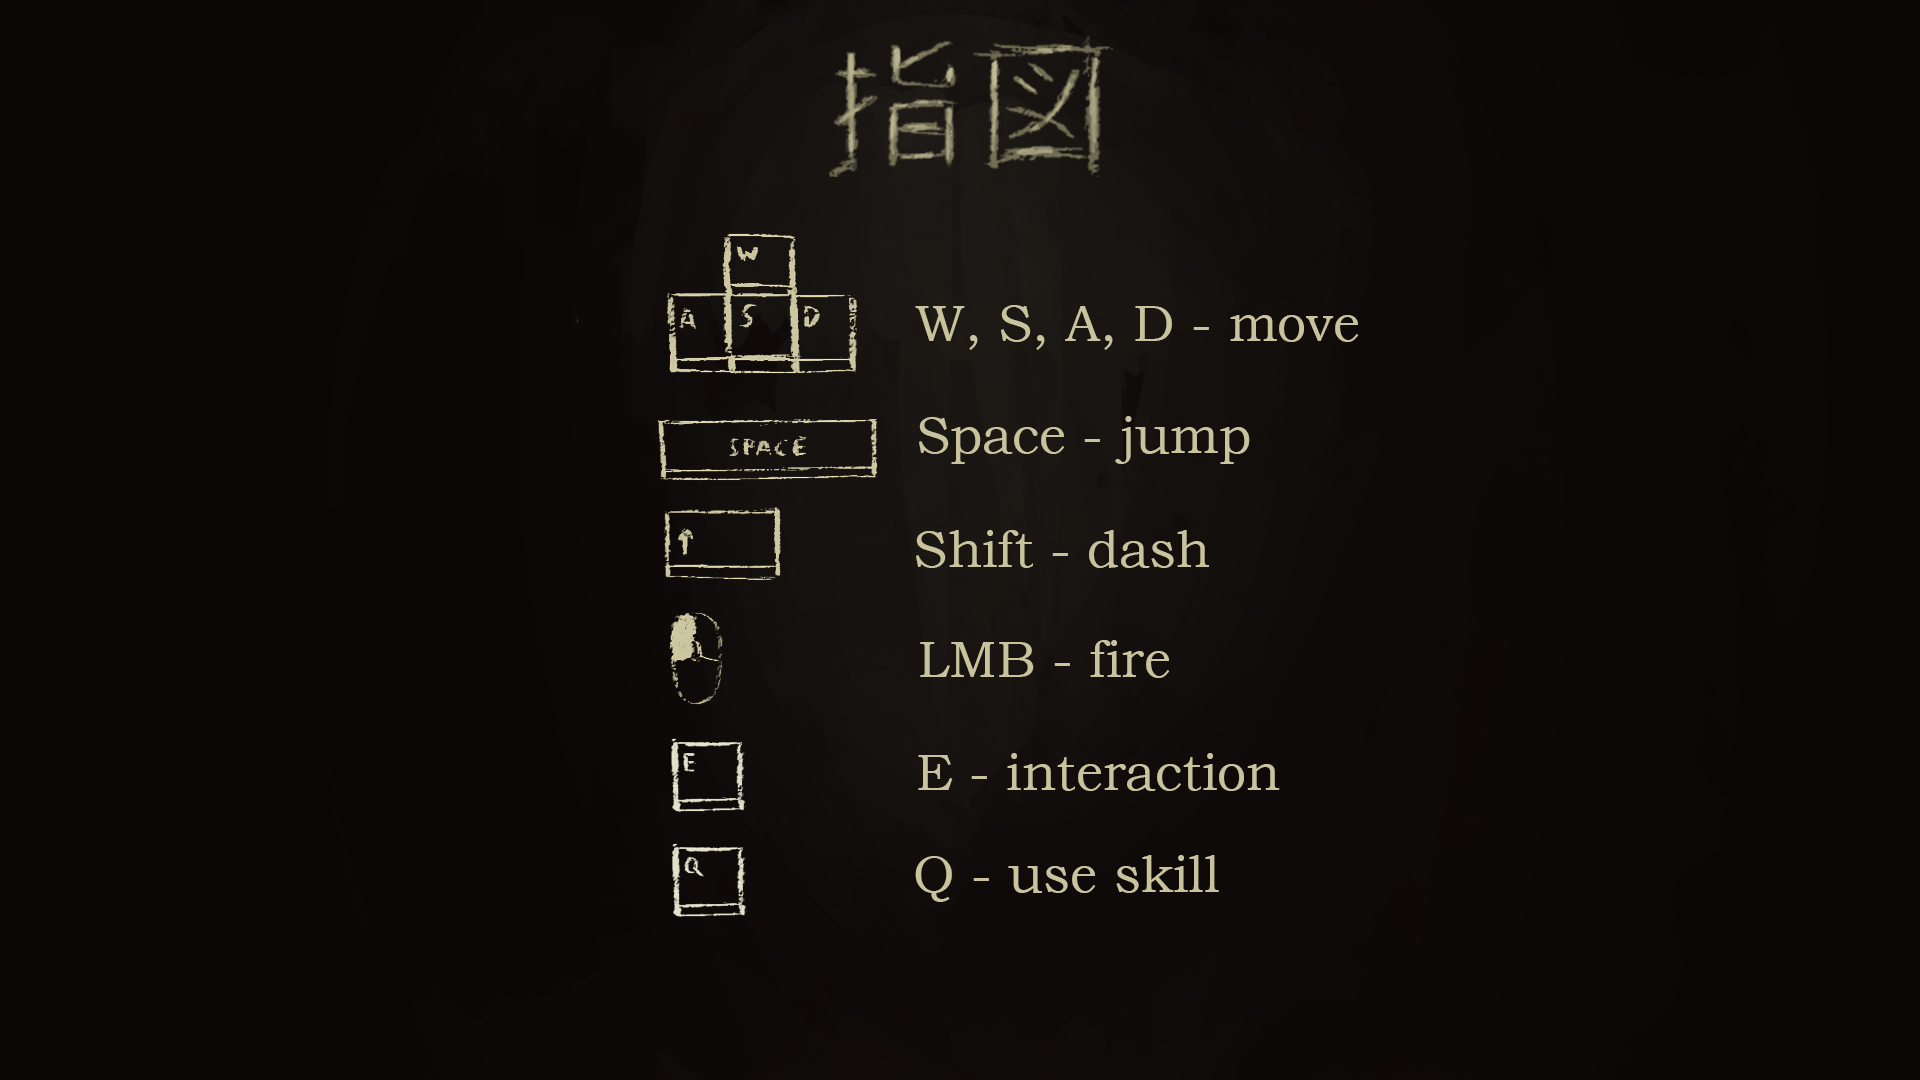 指図
W
A S D
W, S, A, D - move
SPACE
Space - jump
Shift - dash
LMB - fire
E
E - interaction
Q
Q - use skill